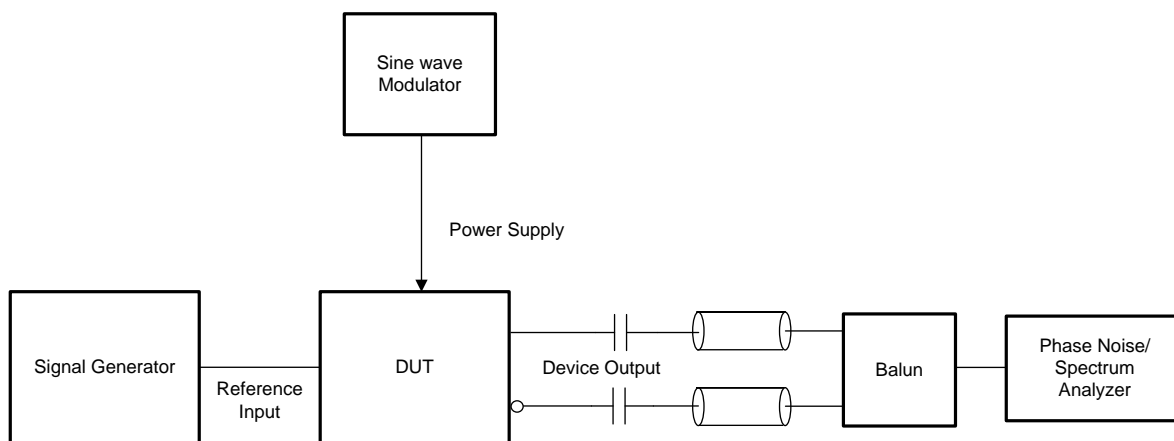 Sine wave
Modulator
Power Supply
Signal Generator
Reference
Input
DUT
Device Output
Balun
Phase Noise/
Spectrum
Analyzer